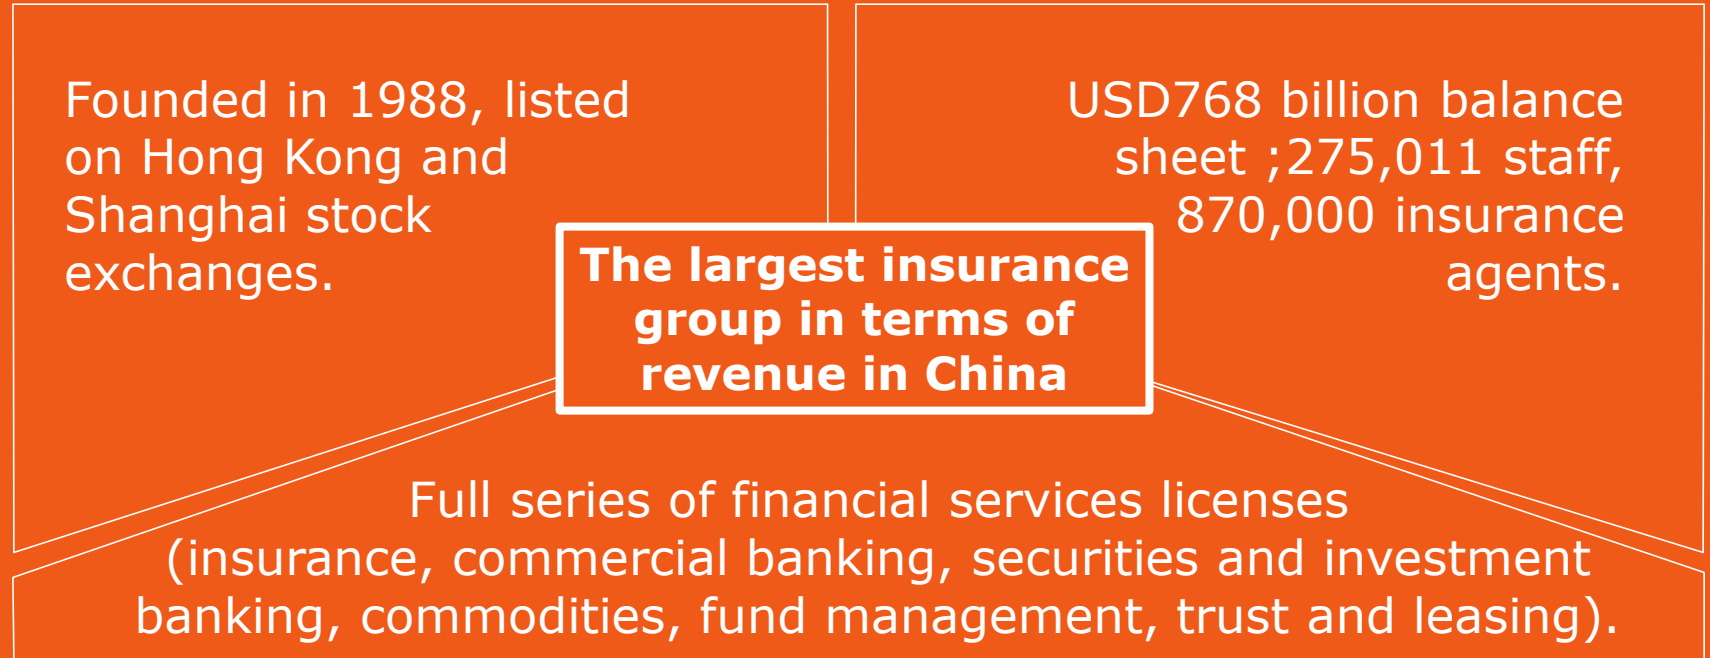 Founded in 1988, listed
on Hong Kong and
Shanghai stock
exchanges.
USD768 billion balance
sheet ;275,011 staff,
870,000 insurance
agents.
The largest insurance
group in terms of
revenue in China
Full series of financial services licenses
(insurance, commercial banking, securities and investment
banking, commodities, fund management, trust and leasing).